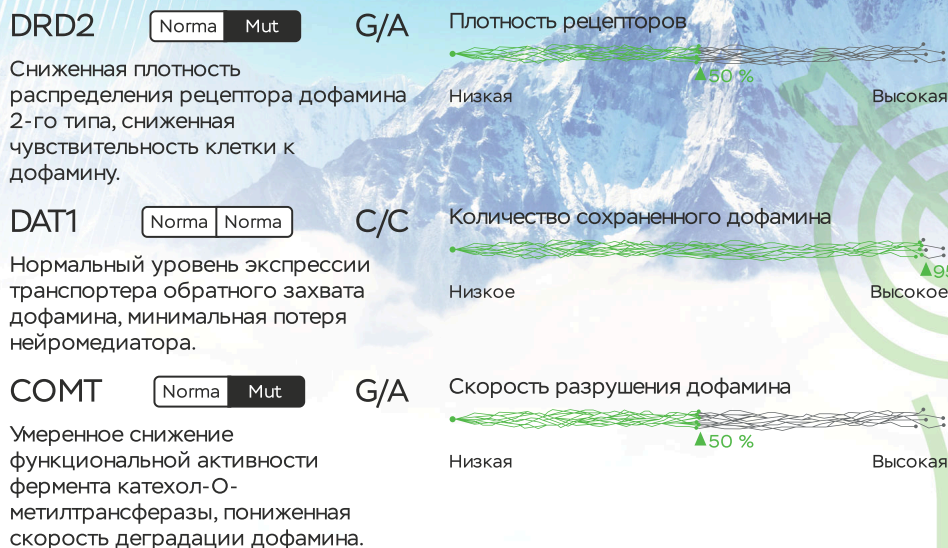 DRD2 Norma Mut G/A
Сниженная плотность
распределения рецептора дофамина
2-го типа, сниженная
чувствительность клетки к
дофамину.
Плотность рецепторов
50 %
Низкая Высокая
DAT1 Norma Norma C/C
Нормальный уровень экспрессии
транспортера обратного захвата
дофамина, минимальная потеря
нейромедиатора.
Количество сохраненного дофамина
95
Низкое Высокое
COMT Norma Mut G/A
Умеренное снижение
функциональной активности
фермента катехол-О-
метилтрансферазы, пониженная
скорость деградации дофамина.
Скорость разрушения дофамина
50 %
Низкая Высокая